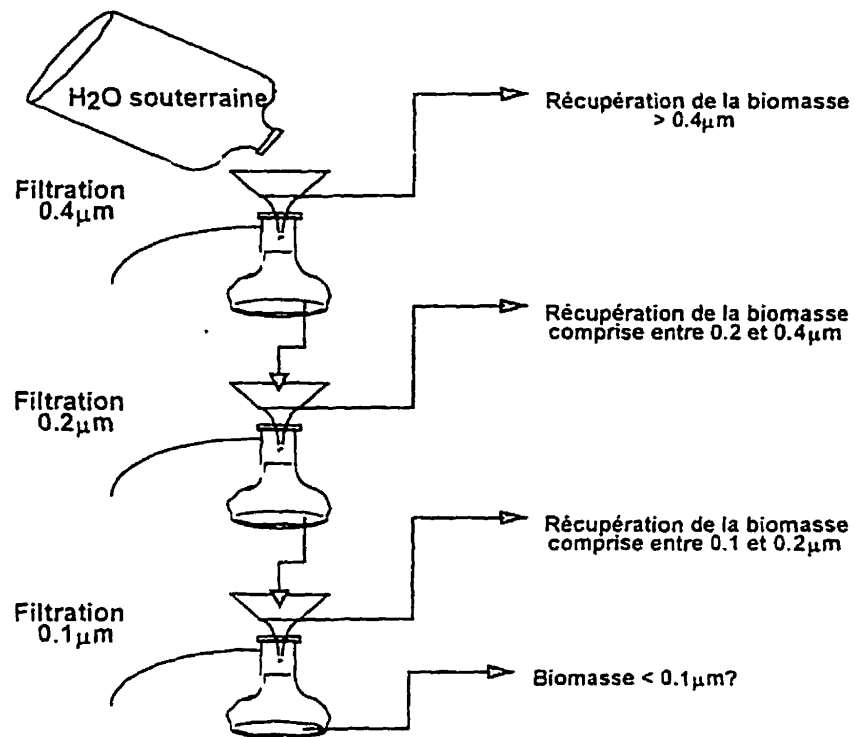 H2O souterraine
Récupération de la biomasse
> 0.4µm
Filtration
0.4µm
Récupération de la biomasse
comprise entre 0.2 et 0.4µm
Filtration
0.2µm
Récupération de la biomasse
comprise entre 0.1 et 0.2µm
Filtration
0.1µm
Biomasse < 0.1µm?